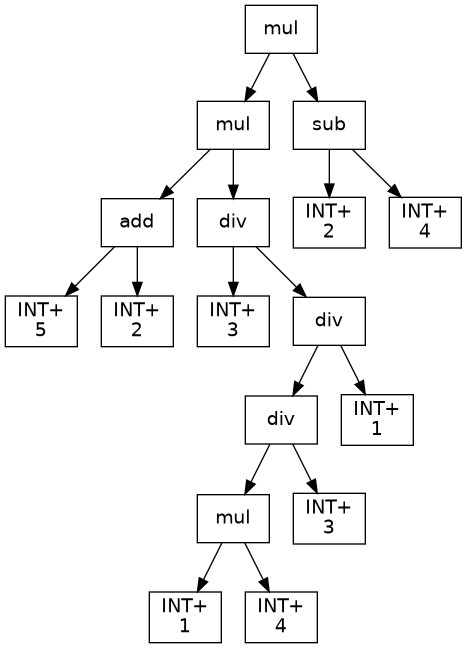 mul
mul
sub
add
div
INT+
2
INT+
4
INT+
5
INT+
2
INT+
3
div
div
INT+
1
mul
INT+
3
INT+
1
INT+
4